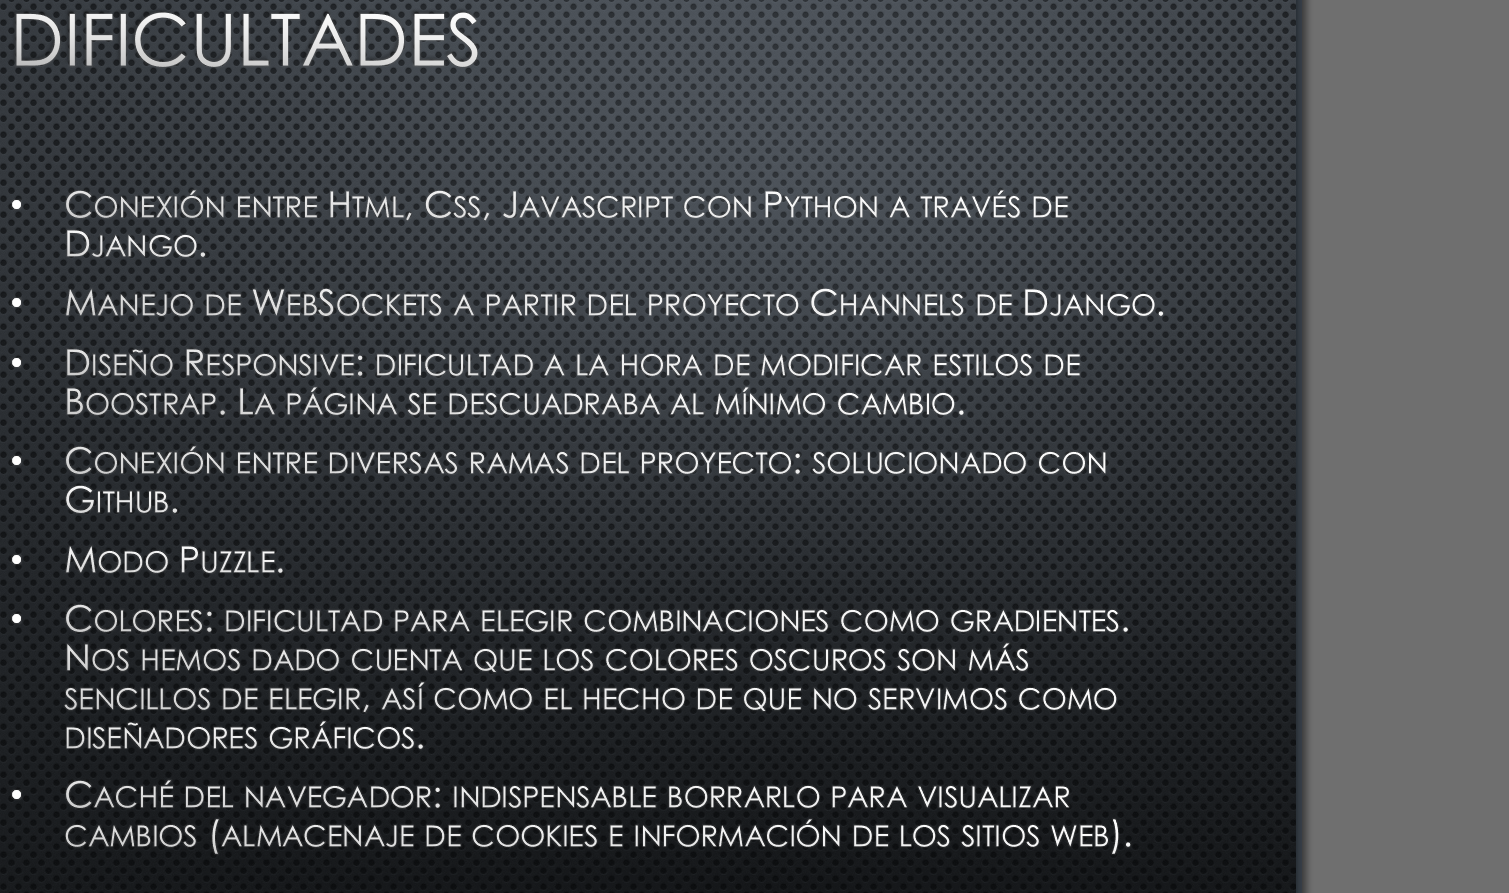 DIFICULTADES
• Conexión entre Html, Css, Javascript con Python a través de
Django.
• Manejo de WebSockets a partir del proyecto Channels de Django.
• Diseño Responsive: dificultad a la hora de modificar estilos de
Boostrap. La página se descuadraba al mínimo cambio.
• Conexión entre diversas ramas del proyecto: solucionado con
Github.
• Modo Puzzle.
• Colores: dificultad para elegir combinaciones como gradientes.
Nos hemos dado cuenta que los colores oscuros son más
sencillos de elegir, así como el hecho de que no servimos como
diseñadores gráficos.
• Caché del navegador: indispensable borrarlo para visualizar
cambios (almacenaje de cookies e información de los sitios web).